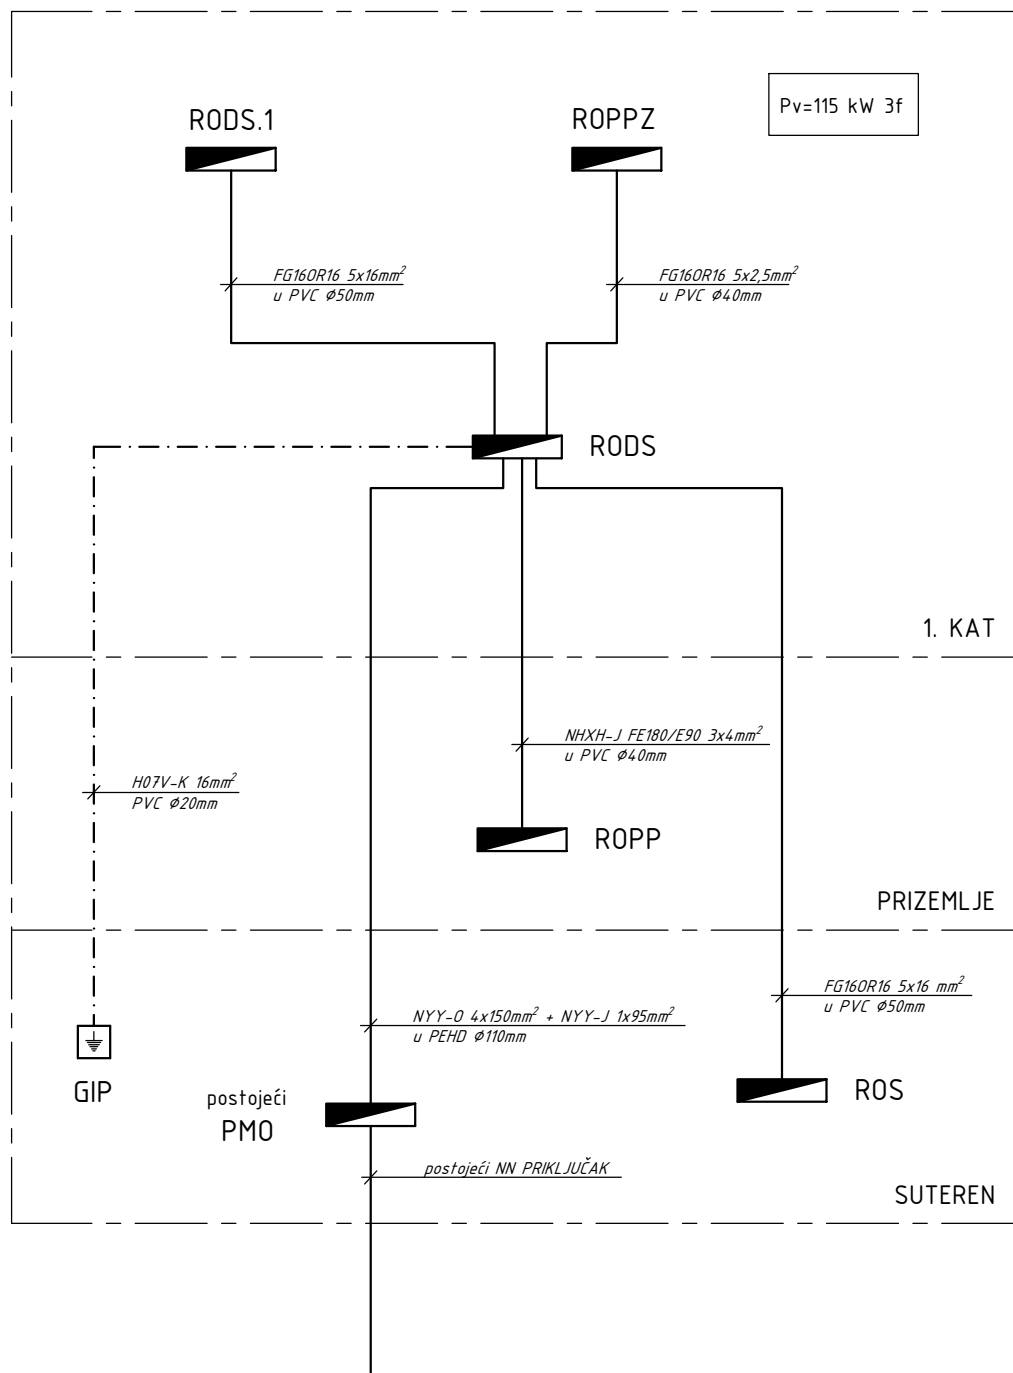 Pv=115 kW 3f
RODS.1
ROPPZ
FG16OR16 5x16mm²
u PVC Ø50mm
FG16OR16 5x2,5mm²
u PVC Ø40mm
RODS
1. KAT
NHXH-J FE180/E90 3x4mm²
u PVC Ø40mm
H07V-K 16mm²
PVC Ø20mm
ROPP
PRIZEMLJE
FG16OR16 5x16 mm²
u PVC Ø50mm
NYY-O 4x150mm² + NYY-J 1x95mm²
u PEHD Ø110mm
GIP
postojeći
PMO
ROS
postojeći NN PRIKLJUČAK
SUTEREN